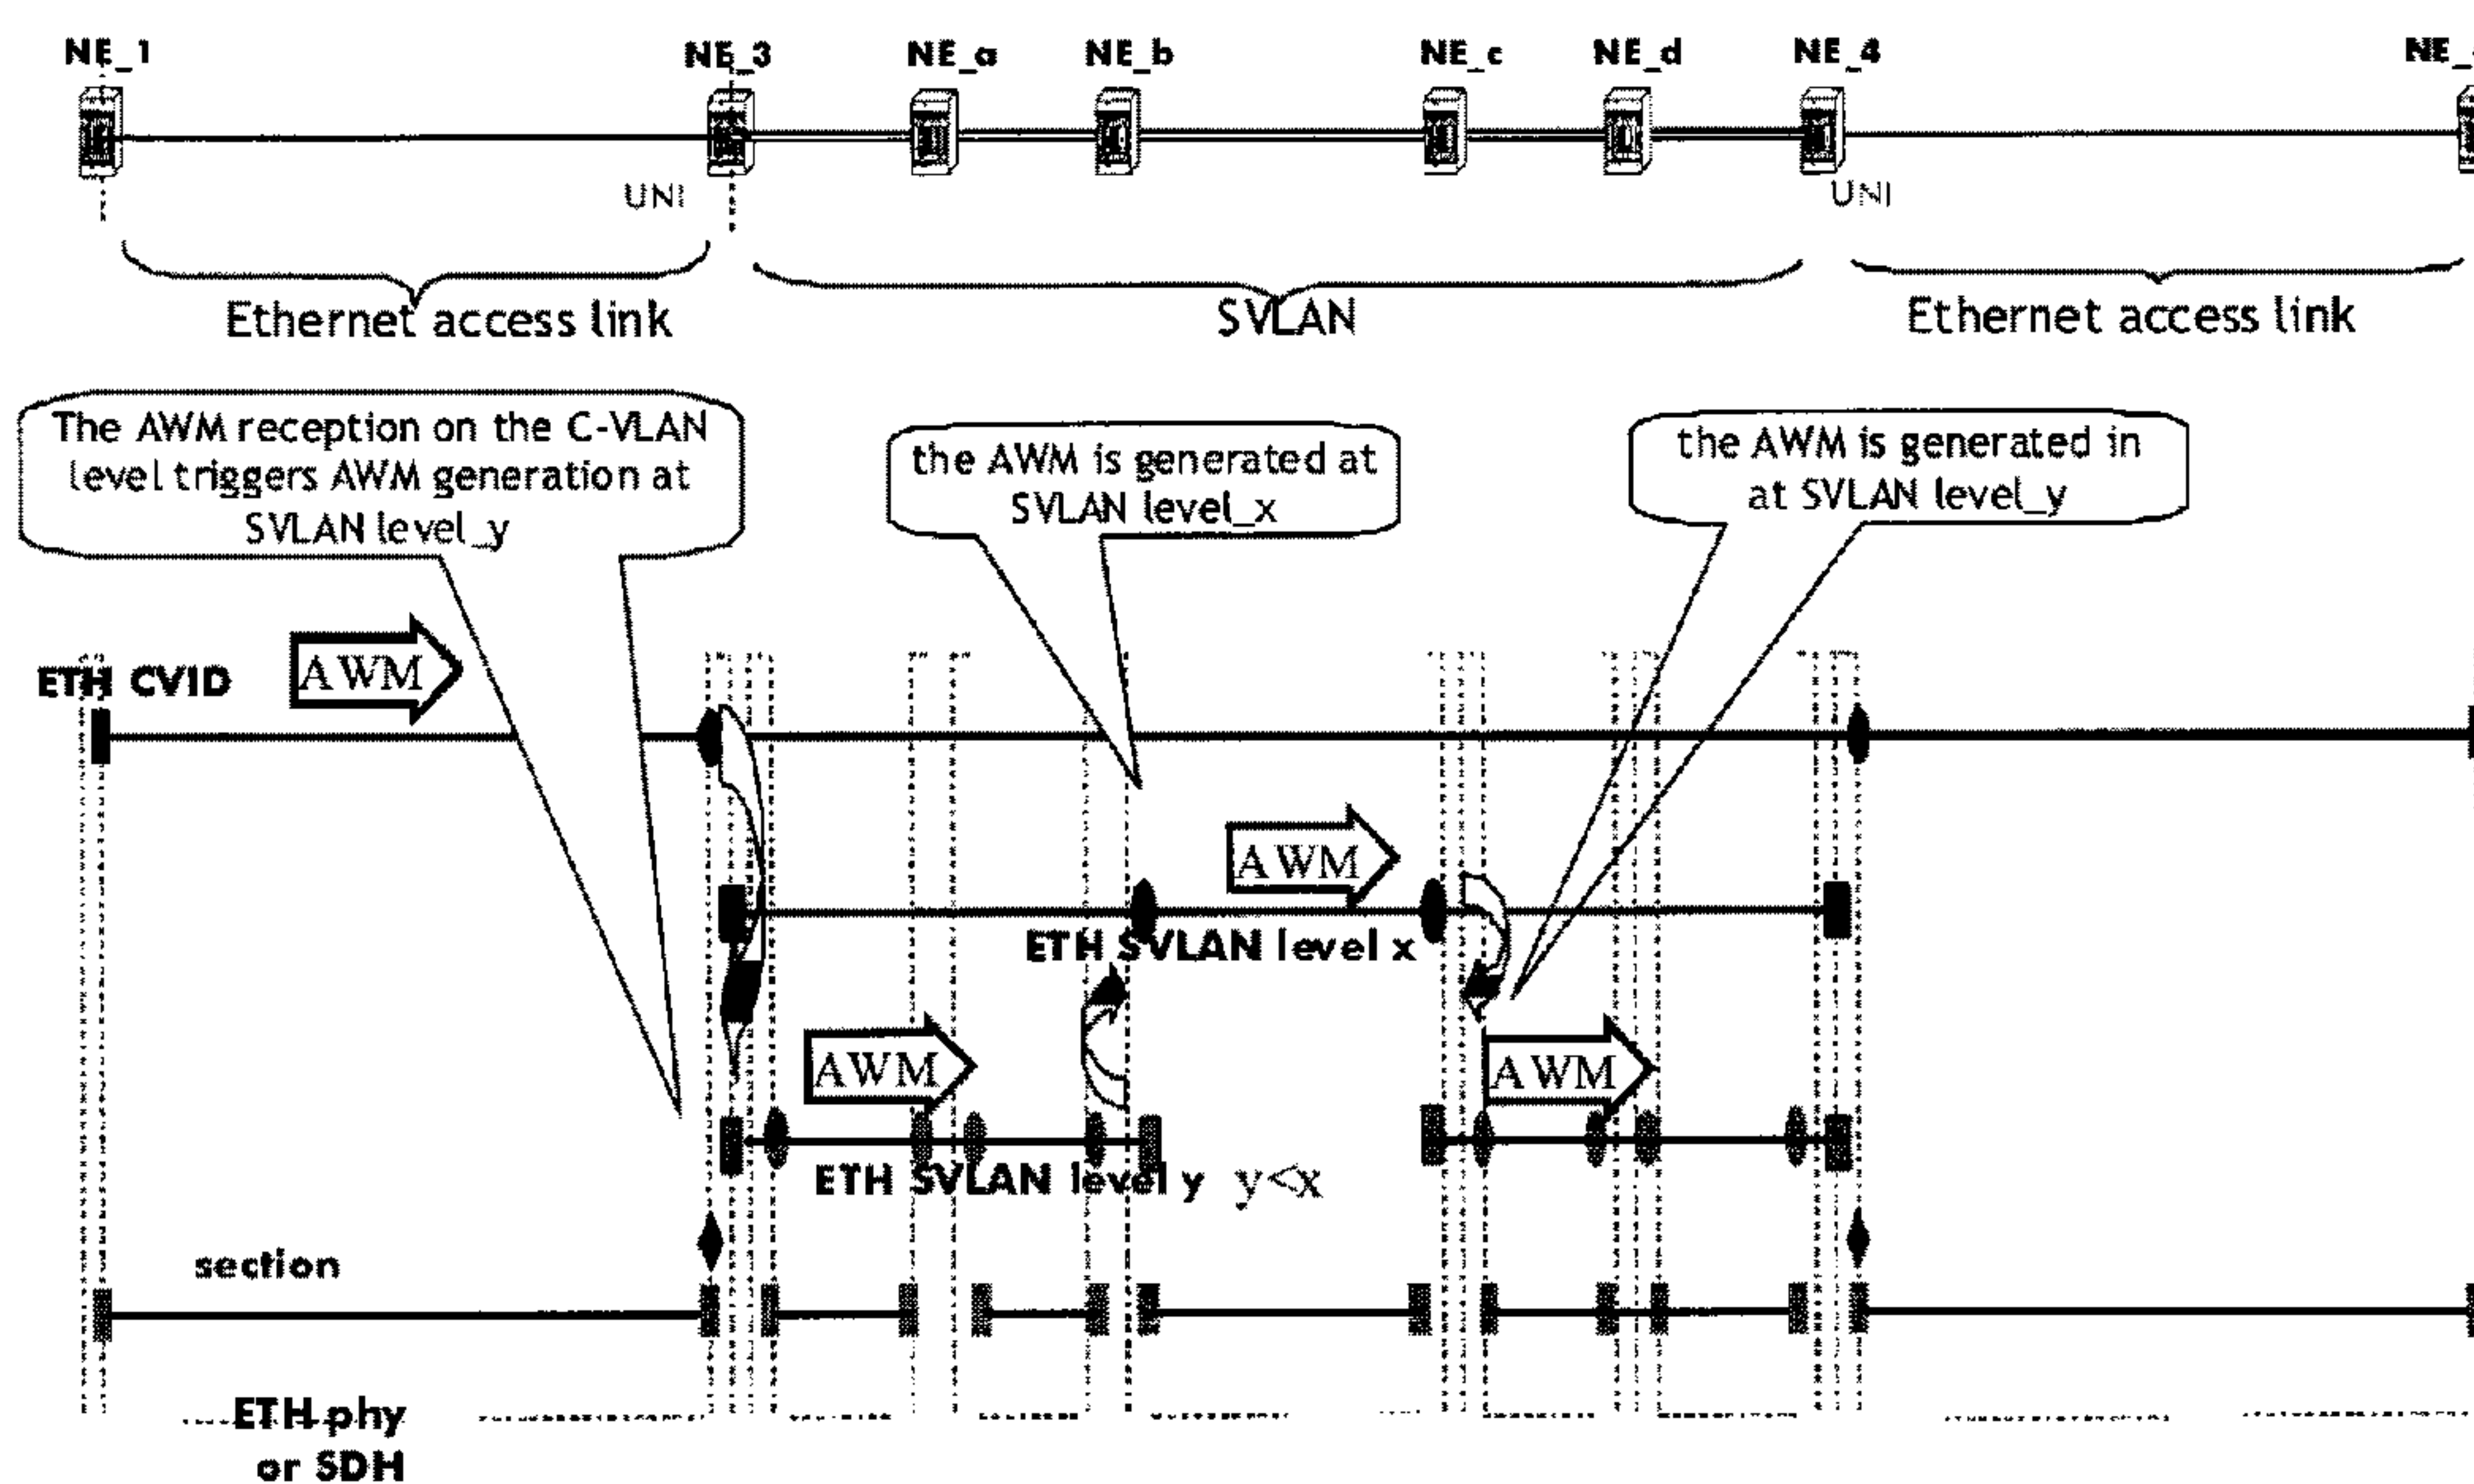 NE_1
NE_3
NE_a
NE_b
NE_c
NE_d
NE_4
NE_
UNI
UNI
Ethernet access link
SVLAN
Ethernet access link
The AWM reception on the C-VLAN
level triggers AWM generation at
SVLAN level_y
the AWM is generated at
SVLAN level_x
the AWM is generated in
at SVLAN level_y
ETH CVID
AWM
AWM
ETH SVLAN level x
AWM
AWM
ETH SVLAN level y y<x
section
ETH phy
or SDH